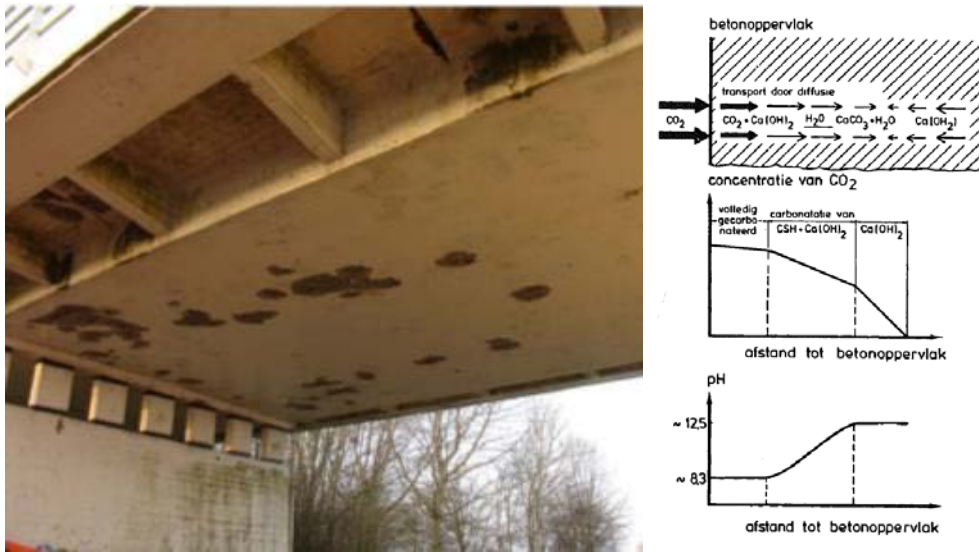 betonoppervlak
transport door diffusie
CO2 CO2 + Ca(OH)2 H2O CaCO3 + H2O Ca(OH2)
concentratie van CO2
volledig gecarbo nateerd
carbonatatie van
CSH + Ca(OH)2 Ca(OH)2
afstand tot betonoppervlak
pH
~ 12,5
~ 8,3
afstand tot betonoppervlak